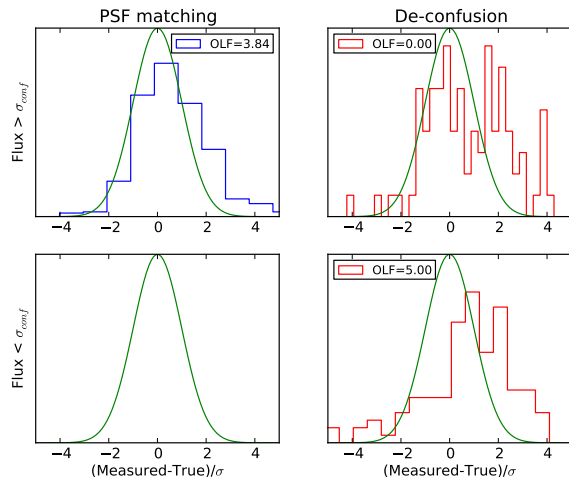 PSF matching
De-confusion
Flux > σconf
OLF=3.84
OLF=0.00
−4 −2 0 2 4
−4 −2 0 2 4
Flux < σconf
OLF=5.00
−4 −2 0 2 4
−4 −2 0 2 4
(Measured-True)/σ
(Measured-True)/σ